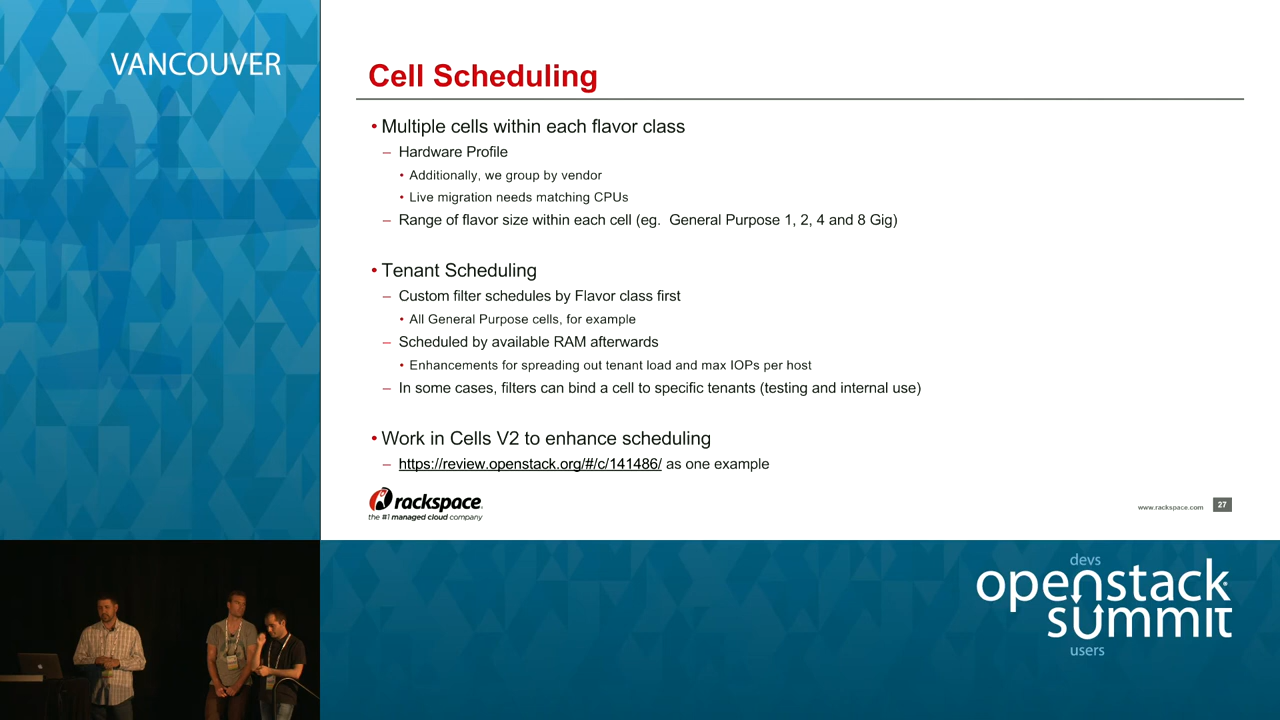 VANCOUVER
Cell Scheduling
• Multiple cells within each flavor class
– Hardware Profile
• Additionally, we group by vendor
• Live migration needs matching CPUs
– Range of flavor size within each cell (eg.  General Purpose 1, 2, 4 and 8 Gig)
• Tenant Scheduling
– Custom filter schedules by Flavor class first
• All General Purpose cells, for example
– Scheduled by available RAM afterwards
• Enhancements for spreading out tenant load and max IOPs per host
– In some cases, filters can bind a cell to specific tenants (testing and internal use)
• Work in Cells V2 to enhance scheduling
– https://review.openstack.org/#/c/141486/ as one example
rackspace
the #1 managed cloud company
www.rackspace.com
27
devs
openstack
summit
users